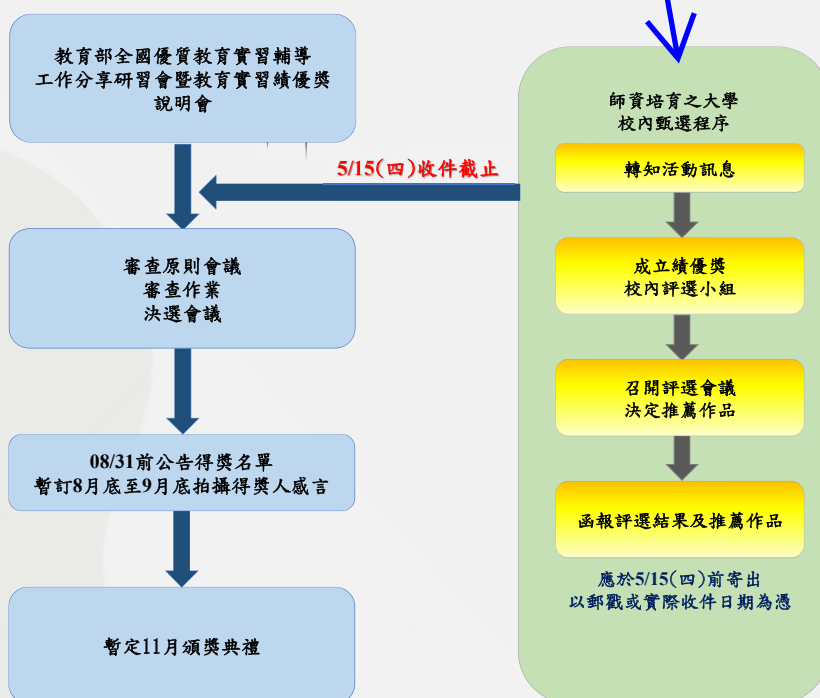 教育部全國優質教育實習輔導
工作分享研習會暨教育實習績優獎
說明會
5/15(四)收件截止
審查原則會議
審查作業
決選會議
08/31前公告得獎名單
暫訂8月底至9月底拍攝得獎人感言
暫定11月頒獎典禮
師資培育之大學
校內甄選程序
轉知活動訊息
成立績優獎
校內評選小組
召開評選會議
決定推薦作品
函報評選結果及推薦作品
應於5/15(四)前寄出
以郵戳或實際收件日期為憑